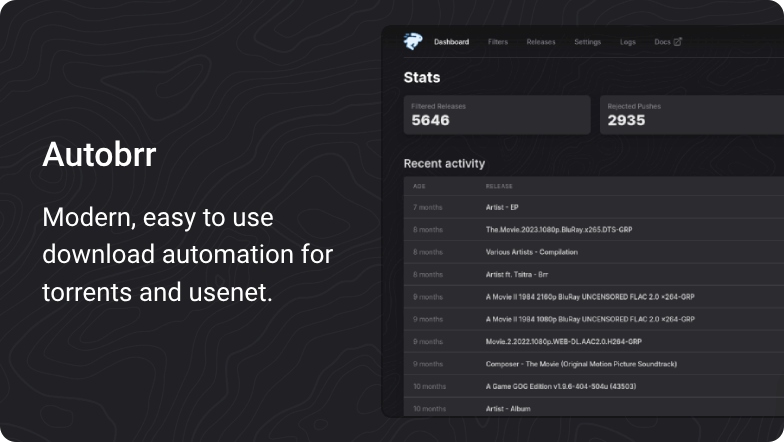 Autobrr
Modern, easy to use
download automation for
torrents and usenet.
Dashboard Filters Releases Settings Logs Docs
Stats
Filtered Releases Rejected Pushes
5646 2935
Recent activity
AGE RELEASE
7 months Artist - EP
8 months The.Movie.2023.1080p.BluRay.x265.DTS-GRP
8 months Various Artists - Compilation
8 months Artist ft. Tsitra - Brr
9 months A Movie II 1984 2160p BluRay UNCENSORED FLAC 2.0 x264-GRP
9 months A Movie II 1984 1080p BluRay UNCENSORED FLAC 2.0 x264-GRP
9 months Movie.2.2022.1080p.WEB-DL.AAC2.0.H264-GRP
9 months Composer - The Movie (Original Motion Picture Soundtrack)
10 months A Game GOG Edition v1.9.6-404-504u (43503)
10 months Artist - Album